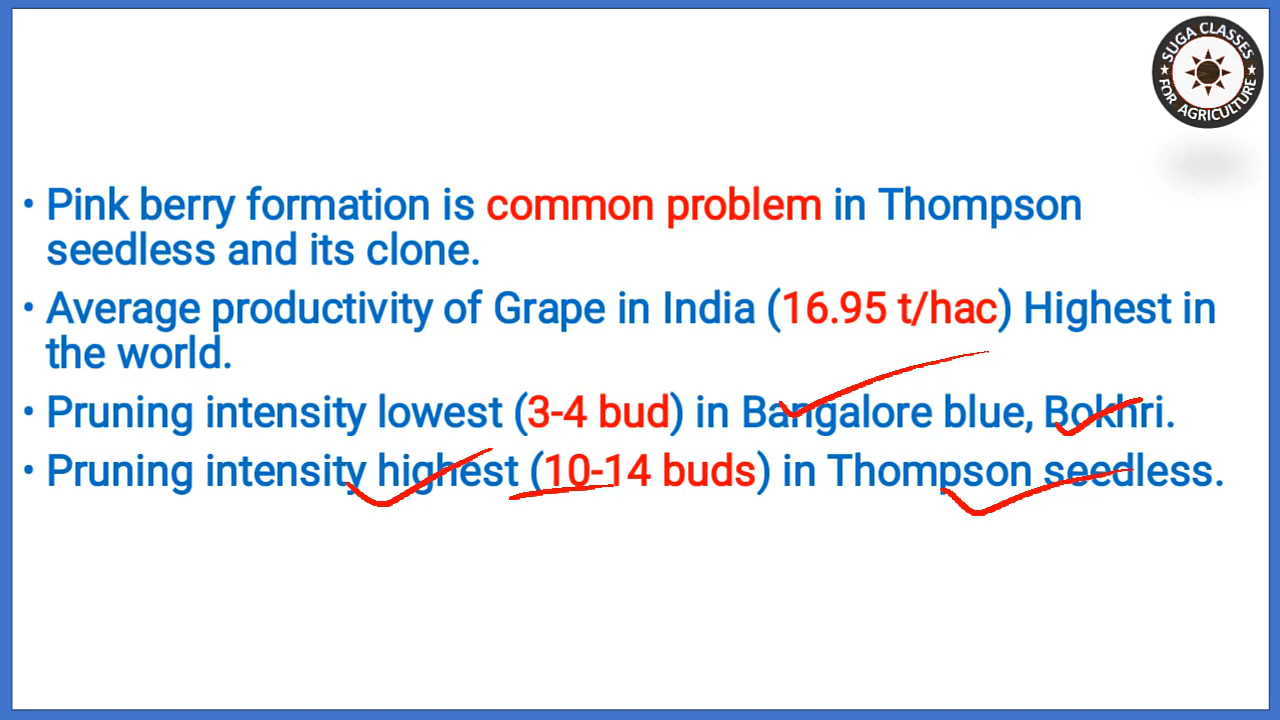 SUGA CLASSES
FOR AGRICULTURE
• Pink berry formation is common problem in Thompson
seedless and its clone.
• Average productivity of Grape in India (16.95 t/hac) Highest in
the world.
• Pruning intensity lowest (3-4 bud) in Bangalore blue, Bokhri.
• Pruning intensity highest (10-14 buds) in Thompson seedless.